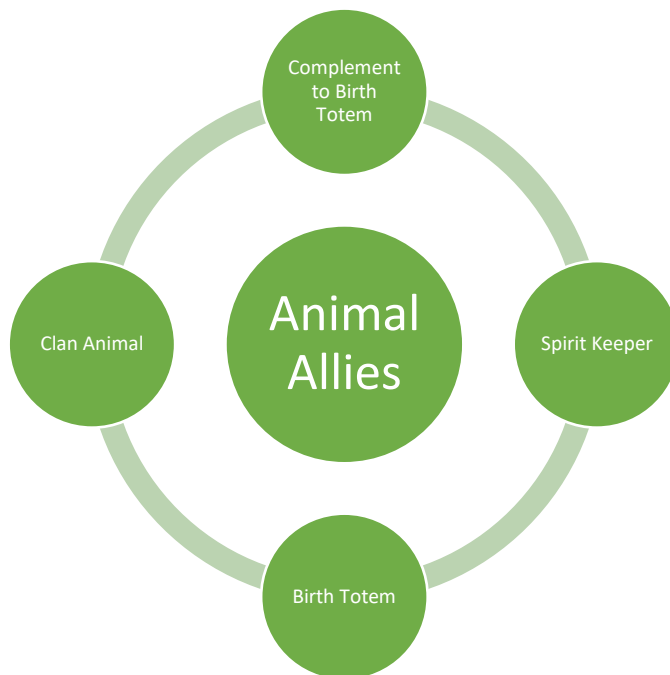 Complement
to Birth
Totem
Animal
Allies
Clan Animal
Spirit Keeper
Birth Totem